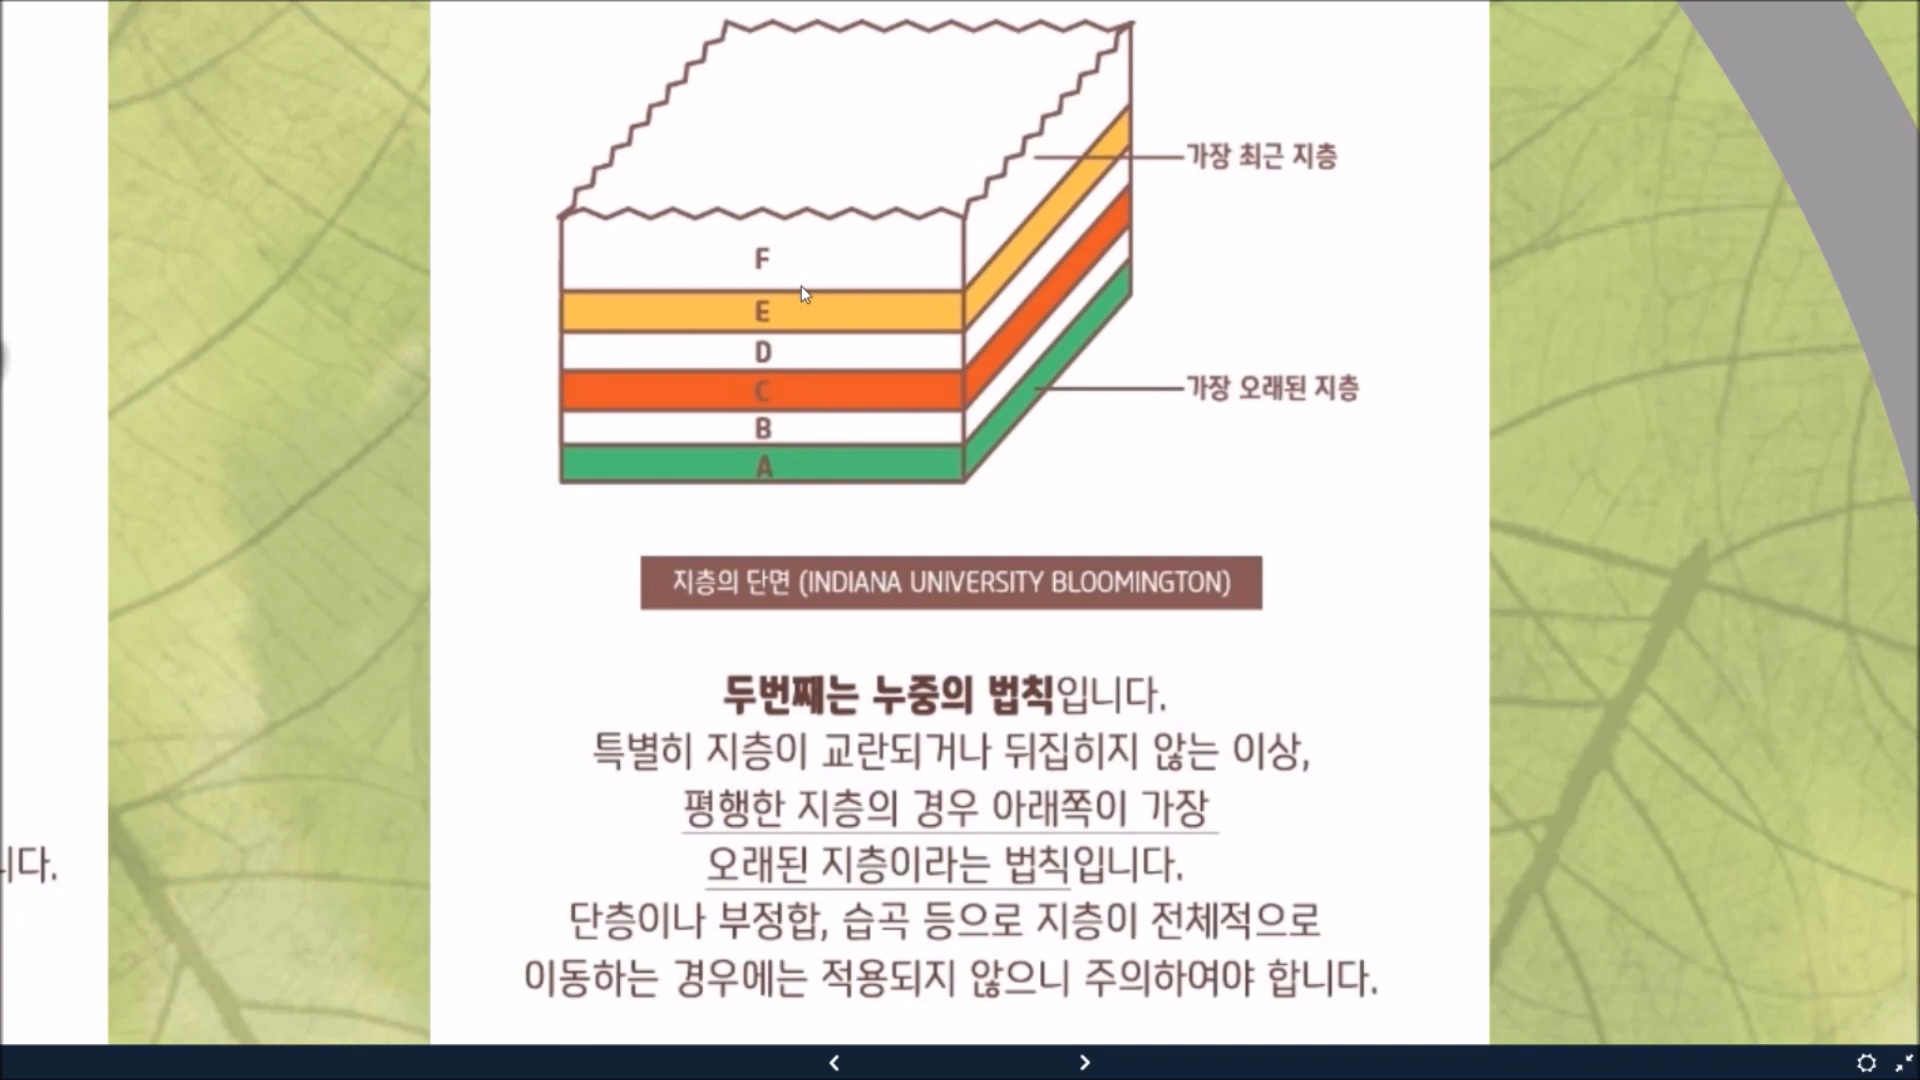 가장 최근 지층
F
E
D
C
B
A
가장 오래된 지층
지층의 단면 (INDIANA UNIVERSITY BLOOMINGTON)
두번째는 누중의 법칙입니다.
특별히 지층이 교란되거나 뒤집히지 않는 이상,
평행한 지층의 경우 아래쪽이 가장
오래된 지층이라는 법칙입니다.
단층이나 부정합, 습곡 등으로 지층이 전체적으로
이동하는 경우에는 적용되지 않으니 주의하여야 합니다.
니다.